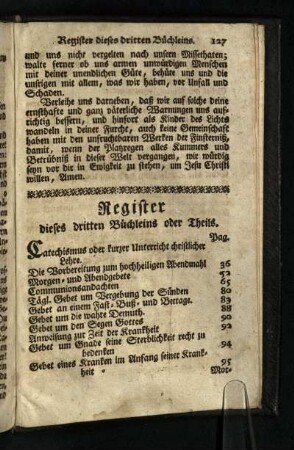 Register dieses dritten Büchleins. 127
und uns nicht vergelten nach unsern Missethaten;
walte ferner ob uns armen unwürdigen Menschen
mit deiner unendlichen Güte, behüte uns und die
unsrigen mit allem, was wir haben, vor Unfall und
Schaden.
Verleihe uns darneben, daß wir auf solche deine
ernsthafte und ganz väterliche Warnungen uns auf-
richtig bessern, und hinfort als Kinder des Lichts
wandeln in deiner Furcht, auch keine Gemeinschaft
haben mit den unfruchtbaren Werken der Finsterniß,
damit, wenn der Platzregen alles Kummers und
Betrübniß in dieser Welt vergangen, wir würdig
seyn vor dir in Ewigkeit zu stehen, um Jesu Christi
willen, Amen.
Register
dieses dritten Büchleins oder Theils.
Pag.
Catechismus oder kurzer Unterricht christlicher
Lehre.
Die Vorbereitung zum hochheiligen Abendmahl 36
Morgen- und Abendgebete 52
Communionsandachten 65
Tägl. Gebet um Vergebung der Sünden 80
Gebet an einem Fast- Buß- und Bettage. 83
Gebet um die wahre Demuth. 88
Gebet um den Segen Gottes 90
Anweisung zur Zeit der Krankheit 92
Gebet um Gnade seine Sterblichkeit recht zu
bedenken 94
Gebet eines Kranken im Anfang seiner Krank-
heit 95
Mor-